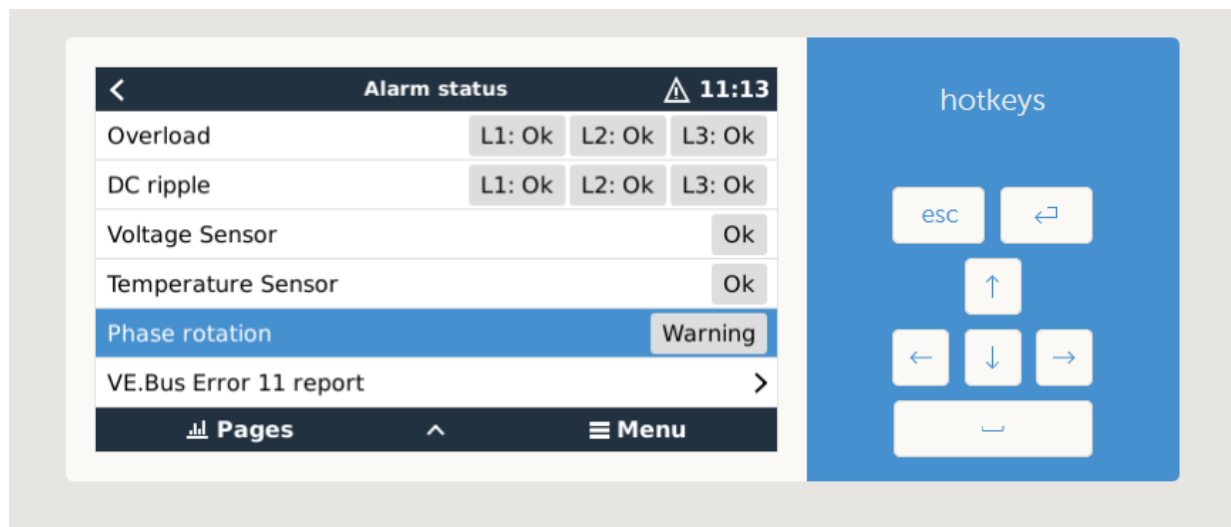 Alarm status 11:13
Overload L1: Ok L2: Ok L3: Ok
DC ripple L1: Ok L2: Ok L3: Ok
Voltage Sensor Ok
Temperature Sensor Ok
Phase rotation Warning
VE.Bus Error 11 report
Pages Menu
hotkeys
esc